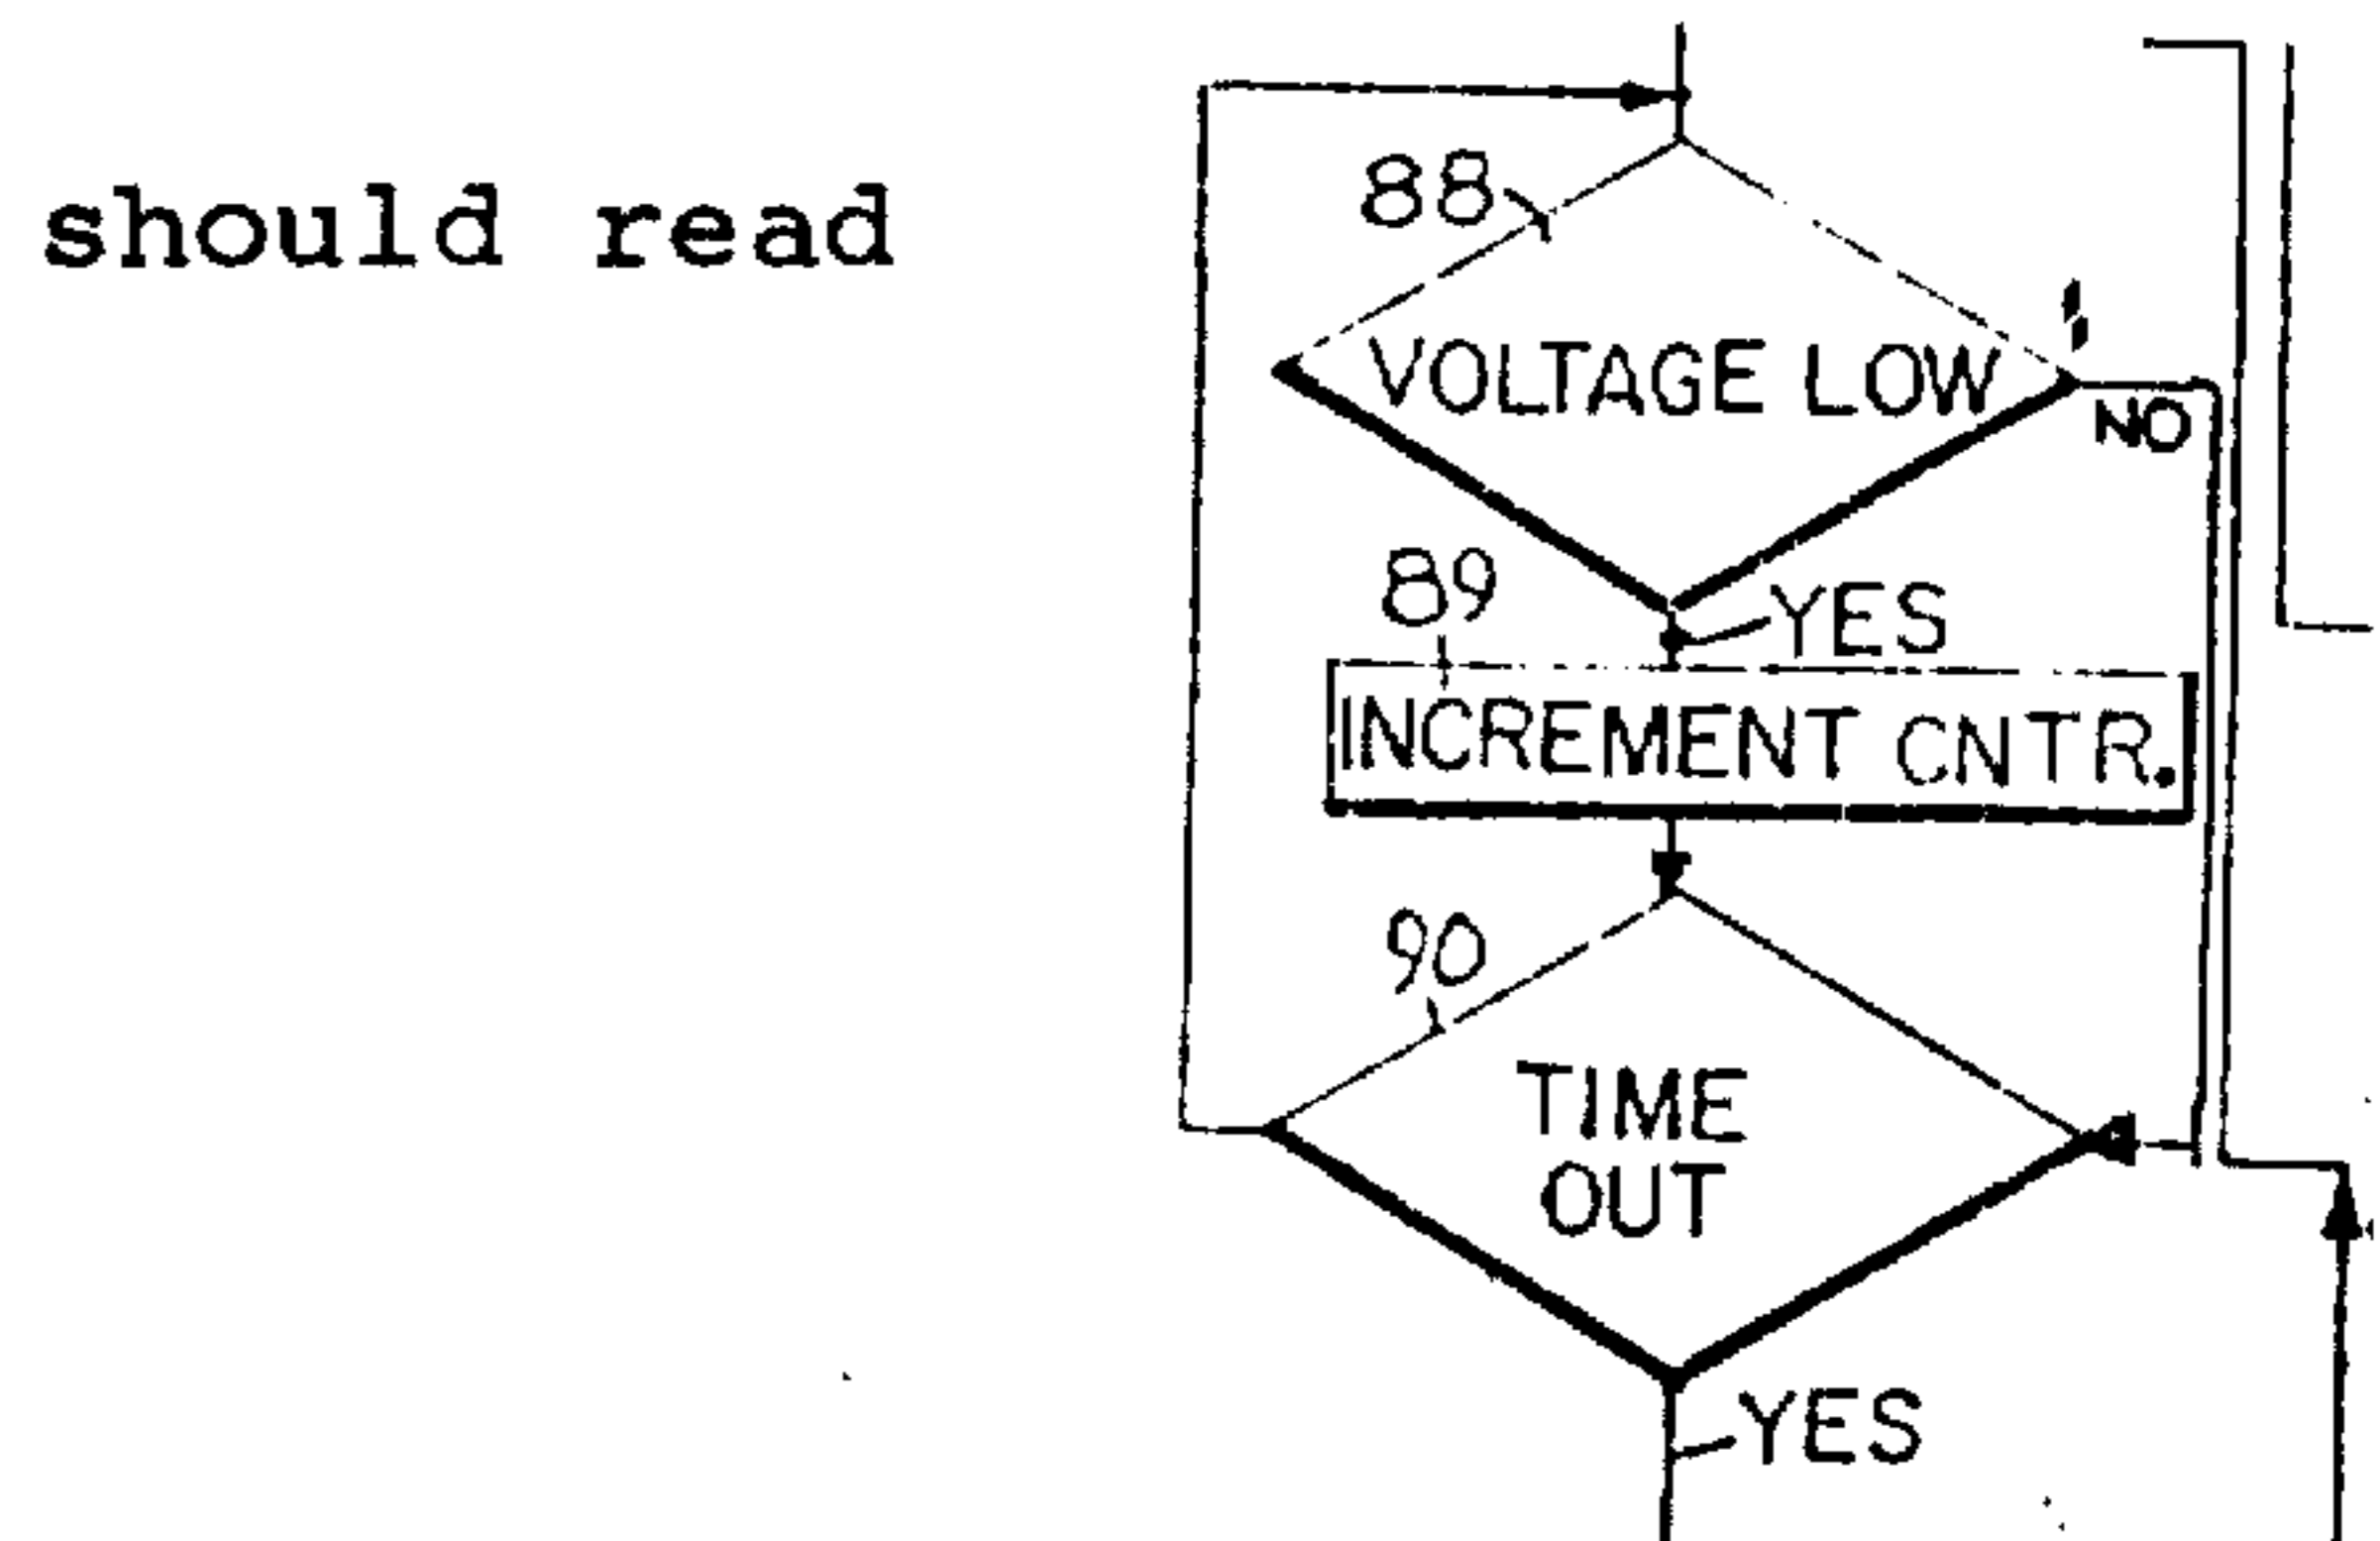 should read
88
VOLTAGE LOW
NO
89
YES
INCREMENT CNTR.
90
TIME
OUT
YES